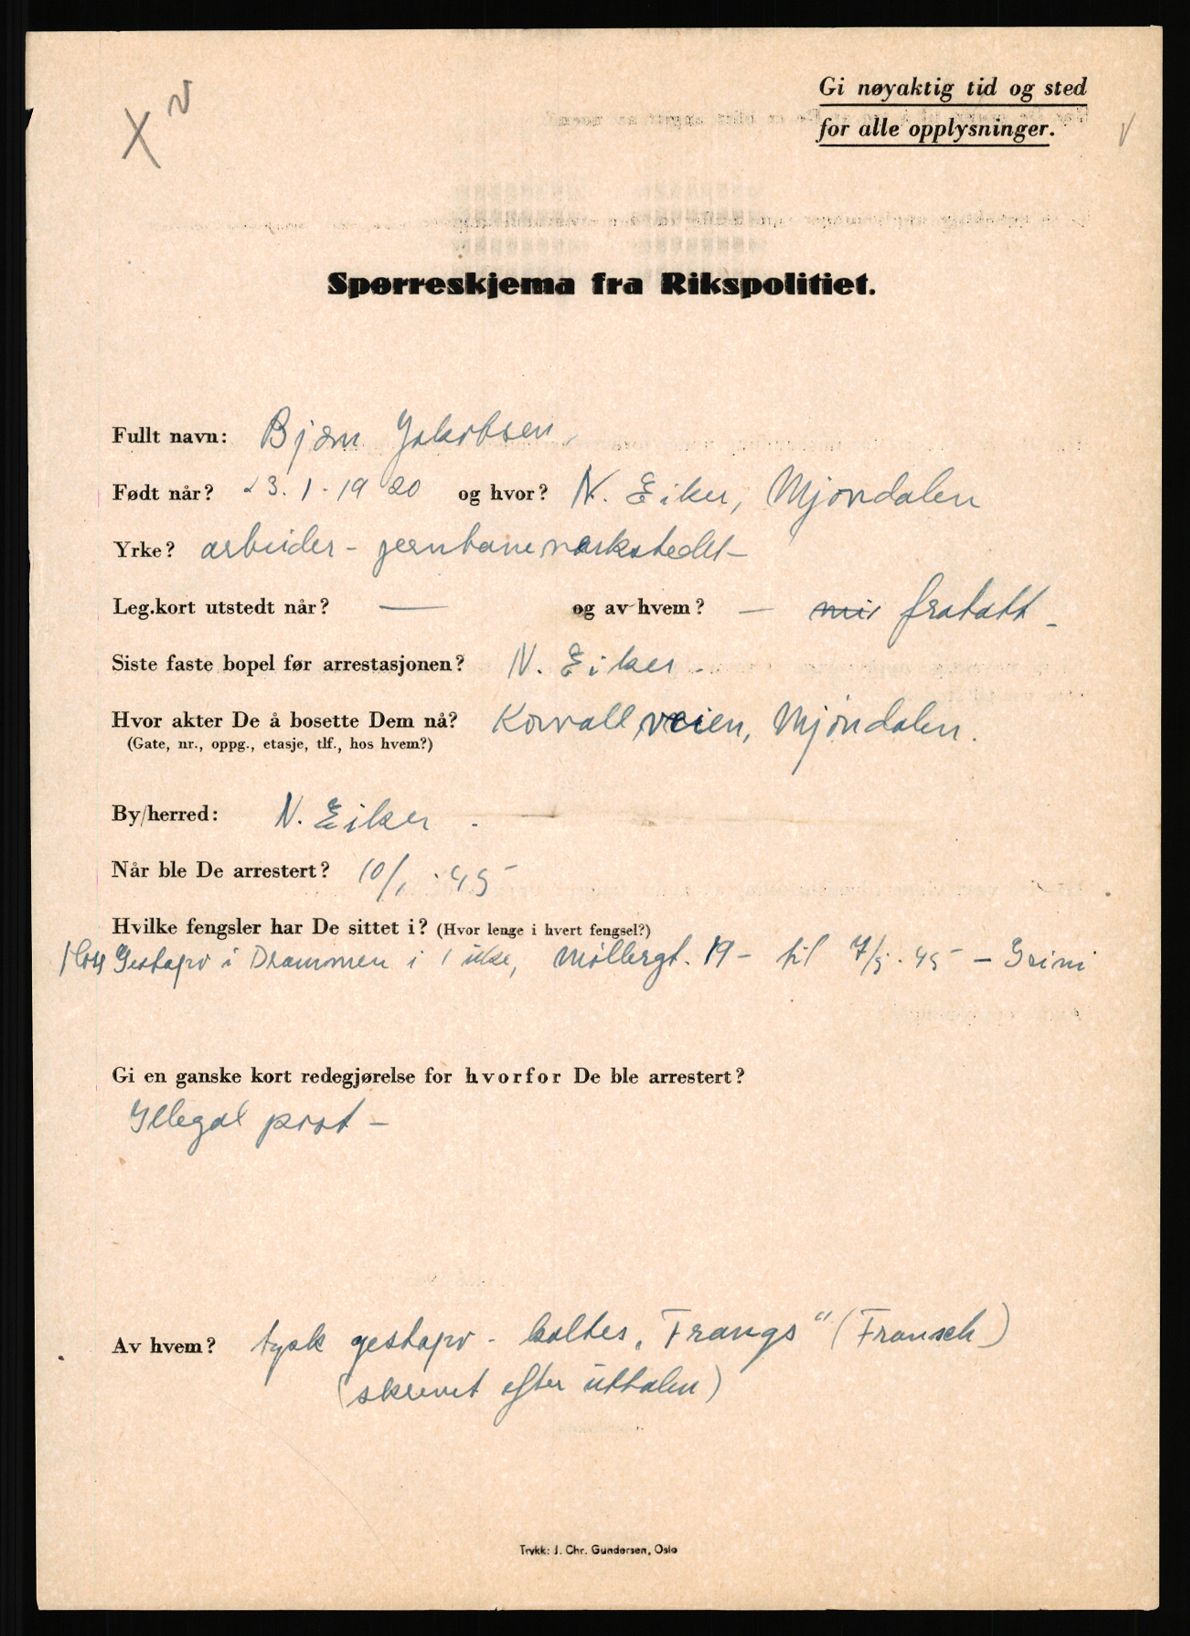 X v
Gi nøyaktig tid og sted
for alle opplysninger.
Spørreskjema fra Rikspolitiet.
Fullt navn: Bjørn Jakobsen.
Født når? 23.1.1920 og hvor? N. Eiker, Mjøndalen
Yrke? arbeider - jernbaneverkstedet -
Leg.kort utstedt når? — og av hvem? — fratatt -
Siste faste bopel før arrestasjonen? N. Eiker -
Hvor akter De å bosette Dem nå? veien, Mjøndalen.
(Gate, nr., oppg., etasje, tlf., hos hvem?)
By/herred: N. Eiker -
Når ble De arrestert? 10/1. 45
Hvilke fengsler har De sittet i? (Hvor lenge i hvert fengsel?)
Hos Gestapo i Drammen i 1 uke, Møllergt. 19 - til 7/5. 45 - Grini
Gi en ganske kort redegjørelse for hvorfor De ble arrestert?
Illegal post -
Av hvem? tysk gestapo - kaltes „Frangs" (Fransch)
(skrevet efter uttalen)
Trykk: J. Chr. Gundersen, Oslo